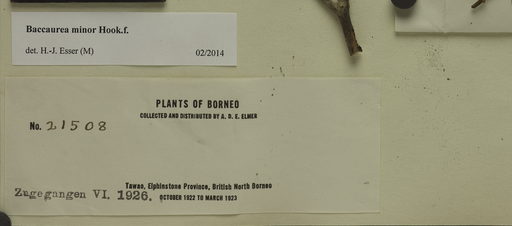 Baccaurea minor Hook.f.
det. H.-J. Esser (M) 02/2014
PLANTS OF BORNEO
COLLECTED AND DISTRIBUTED BY A. D. E. ELMER
No. 21508
Tawao, Elphinstone Province, British North Borneo
Zugegangen VI. 1926. OCTOBER 1922 TO MARCH 1923